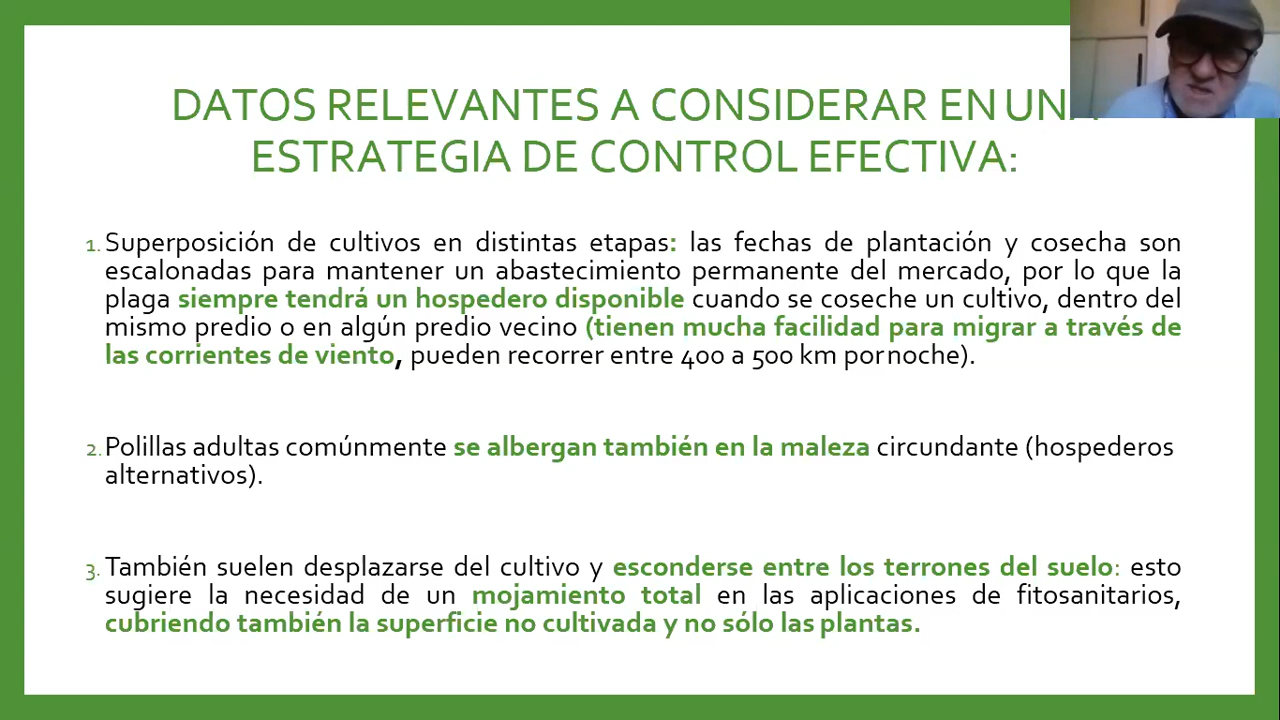 DATOS RELEVANTES A CONSIDERAR EN UNA
ESTRATEGIA DE CONTROL EFECTIVA:
1. Superposición de cultivos en distintas etapas: las fechas de plantación y cosecha son
escalonadas para mantener un abastecimiento permanente del mercado, por lo que la
plaga siempre tendrá un hospedero disponible cuando se coseche un cultivo, dentro del
mismo predio o en algún predio vecino (tienen mucha facilidad para migrar a través de
las corrientes de viento, pueden recorrer entre 400 a 500 km por noche).
2. Polillas adultas comúnmente se albergan también en la maleza circundante (hospederos
alternativos).
3. También suelen desplazarse del cultivo y esconderse entre los terrones del suelo: esto
sugiere la necesidad de un mojamiento total en las aplicaciones de fitosanitarios,
cubriendo también la superficie no cultivada y no sólo las plantas.